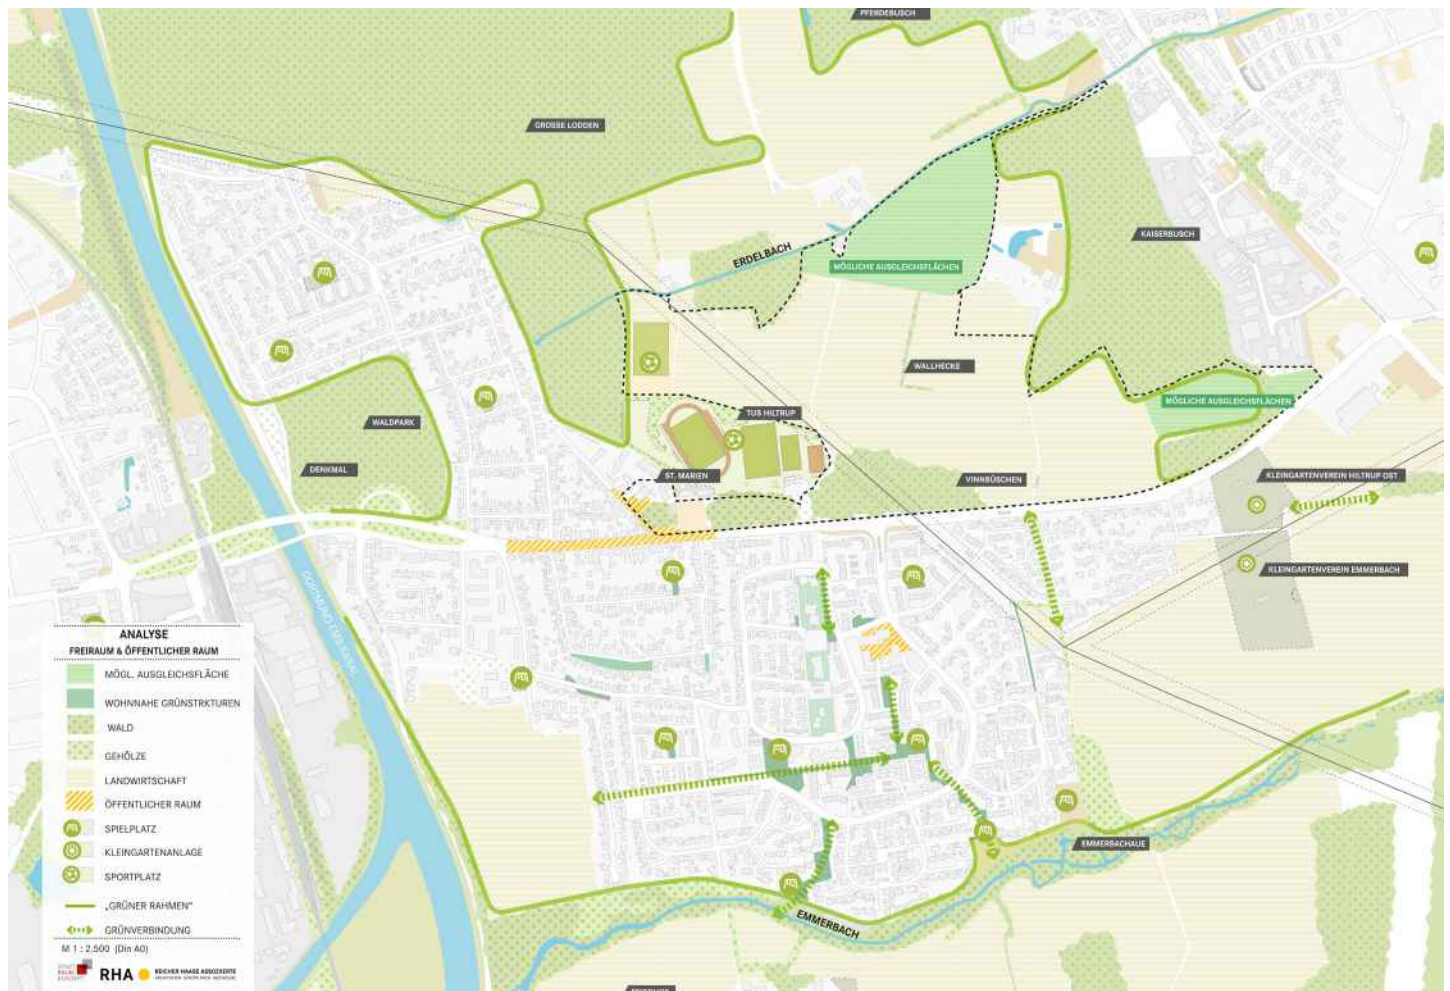 PFERDEBUSCH
GROSSE LODDEN
KAISERBUSCH
ERDELBACH
MÖGLICHE AUSGLEICHSFLÄCHEN
WALLHECKE
MÖGLICHE AUSGLEICHSFLÄCHEN
TUS HILTRUP
WALDPARK
DENKMAL
ST. MARIEN
VINNBÜSCHEN
KLEINGARTENVEREIN HILTRUP OST
KLEINGARTENVEREIN EMMERBACH
DORTMUND EMS KANAL
EMMERBACHAUE
EMMERBACH
ANALYSE
FREIRAUM & ÖFFENTLICHER RAUM
MÖGL. AUSGLEICHSFLÄCHE
WOHNNAHE GRÜNSTRKTUREN
WALD
GEHÖLZE
LANDWIRTSCHAFT
ÖFFENTLICHER RAUM
SPIELPLATZ
KLEINGARTENANLAGE
SPORTPLATZ
„GRÜNER RAHMEN"
GRÜNVERBINDUNG
M 1 : 2.500 (Din A0)
RHA
REICHER HAASE ASSOZIIERTE